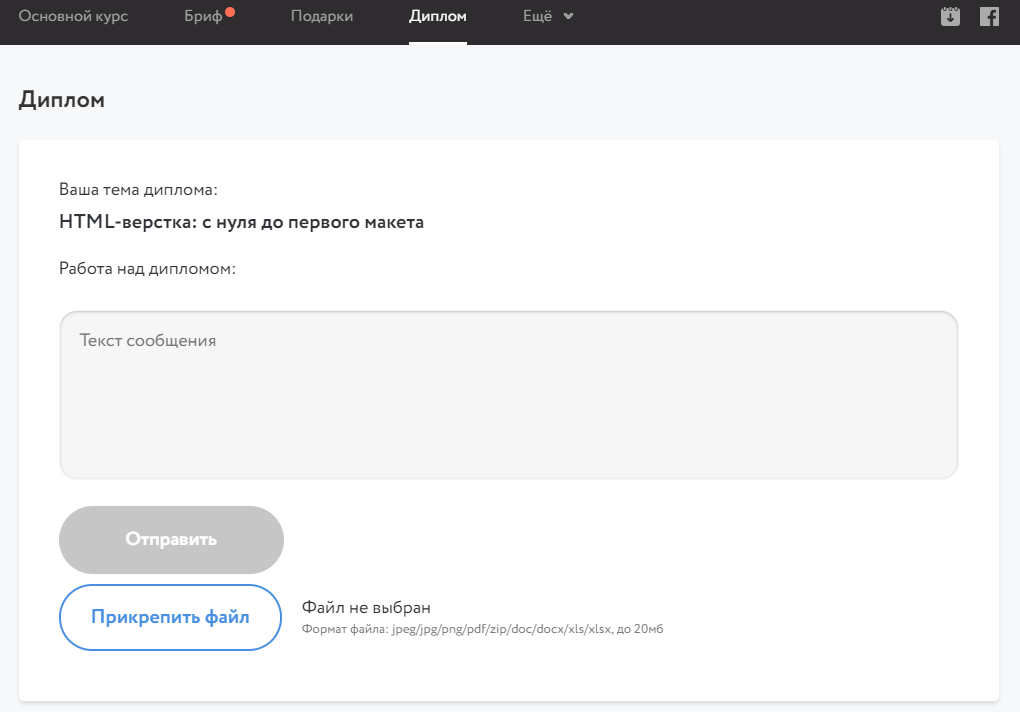 Основной курс Бриф Подарки Диплом Ещё
Диплом
Ваша тема диплома:
HTML-верстка: с нуля до первого макета
Работа над дипломом:
Текст сообщения
Отправить
Прикрепить файл
Файл не выбран
Формат файла: jpeg/jpg/png/pdf/zip/doc/docx/xls/xlsx, до 20мб